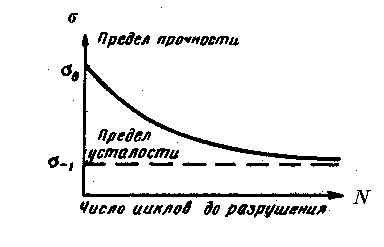 σ
Предел прочности
σв
Предел
усталости
σ-1
N
Число циклов до разрушения